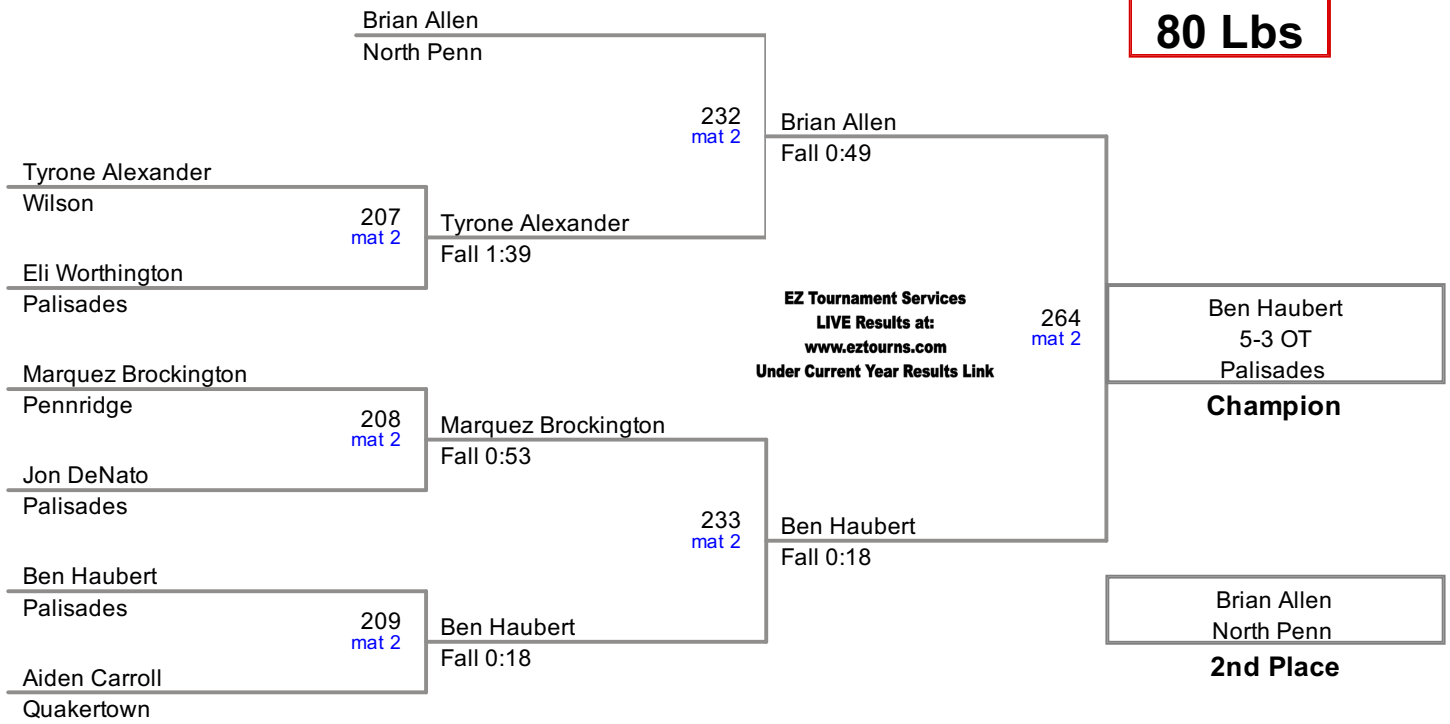 Brian Allen
North Penn
80 Lbs
232
mat 2
Brian Allen
Fall 0:49
Tyrone Alexander
Wilson
207
mat 2
Tyrone Alexander
Fall 1:39
Eli Worthington
Palisades
EZ Tournament Services
LIVE Results at:
www.eztourns.com
Under Current Year Results Link
264
mat 2
Ben Haubert
5-3 OT
Palisades
Champion
Marquez Brockington
Pennridge
208
mat 2
Marquez Brockington
Fall 0:53
Jon DeNato
Palisades
233
mat 2
Ben Haubert
Fall 0:18
Ben Haubert
Palisades
209
mat 2
Ben Haubert
Fall 0:18
Aiden Carroll
Quakertown
Brian Allen
North Penn
2nd Place